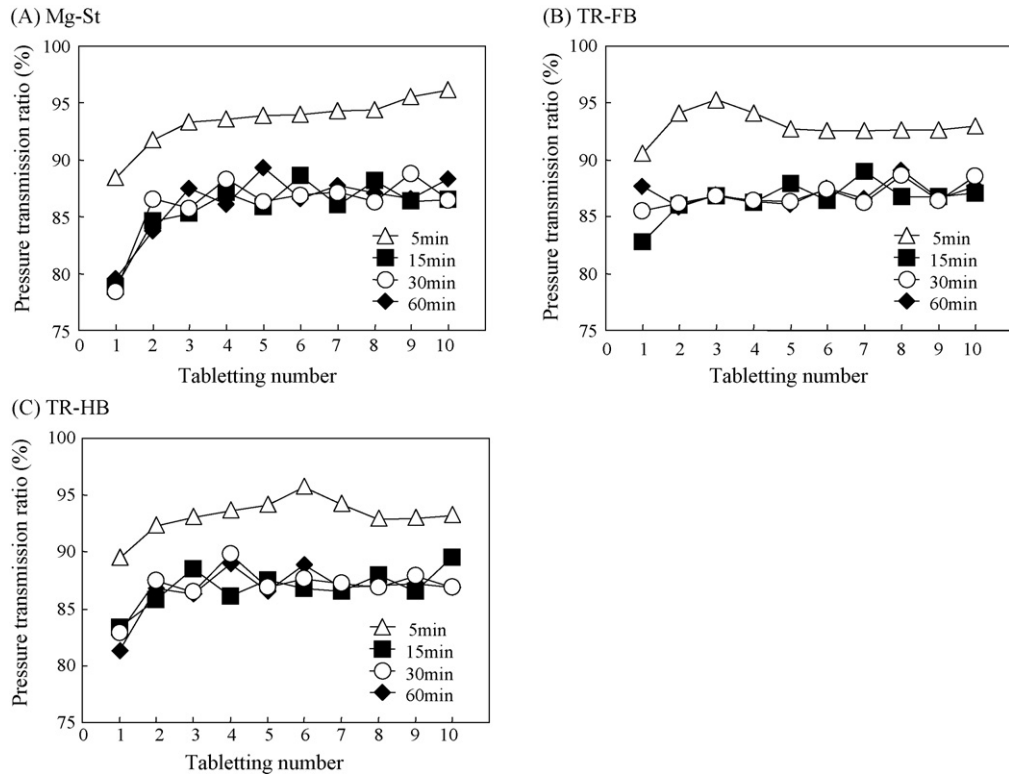 (A) Mg-St
Pressure transmission ratio (%)
100
95
90
85
80
75
0 1 2 3 4 5 6 7 8 9 10
Tabletting number
5min
15min
30min
60min
(B) TR-FB
Pressure transmission ratio (%)
100
95
90
85
80
75
0 1 2 3 4 5 6 7 8 9 10
Tabletting number
5min
15min
30min
60min
(C) TR-HB
Pressure transmission ratio (%)
100
95
90
85
80
75
0 1 2 3 4 5 6 7 8 9 10
Tabletting number
5min
15min
30min
60min